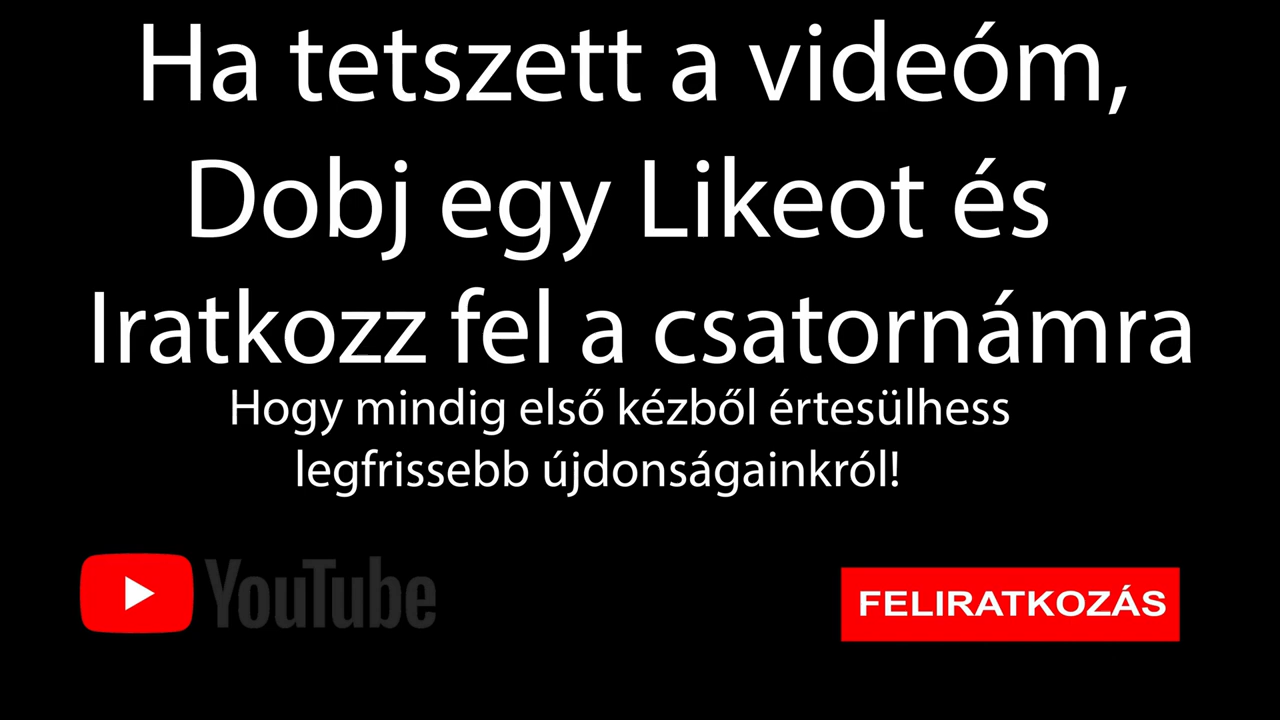 Ha tetszett a videóm,
Dobj egy Likeot és
Iratkozz fel a csatornámra
Hogy mindig első kézből értesülhess
legfrissebb újdonságainkról!
YouTube
FELIRATKOZÁS